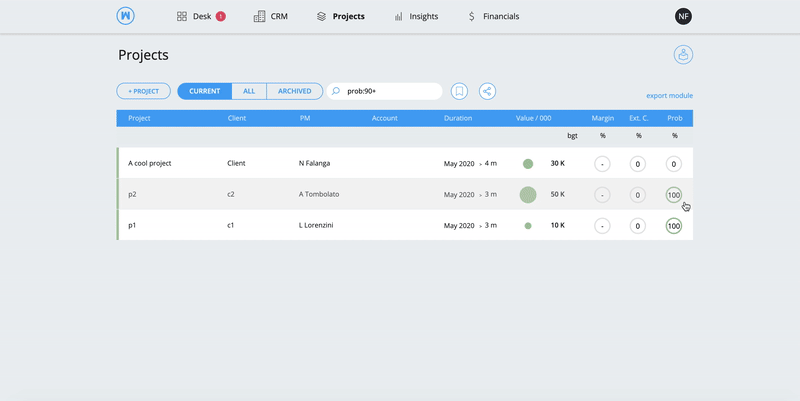 W Desk 1 CRM Projects Insights Financials NF
Projects
+ PROJECT CURRENT ALL ARCHIVED prob:90+ export module
Project Client PM Account Duration Value / 000 Margin Ext. C. Prob
bgt % % %
A cool project Client N Falanga May 2020 > 4 m 30 K - 0 0
p2 c2 A Tombolato May 2020 > 3 m 50 K - 0 100
p1 c1 L Lorenzini May 2020 > 3 m 10 K - 0 100